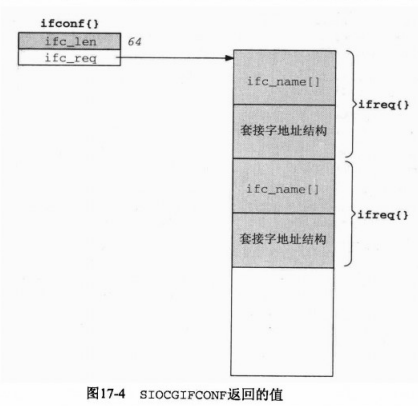 ifconf{}
ifc_len 64
ifc_req
ifc_name[]
ifreq{}
套接字地址结构
ifc_name[]
ifreq{}
套接字地址结构
图17-4 SIOCGIFCONF返回的值